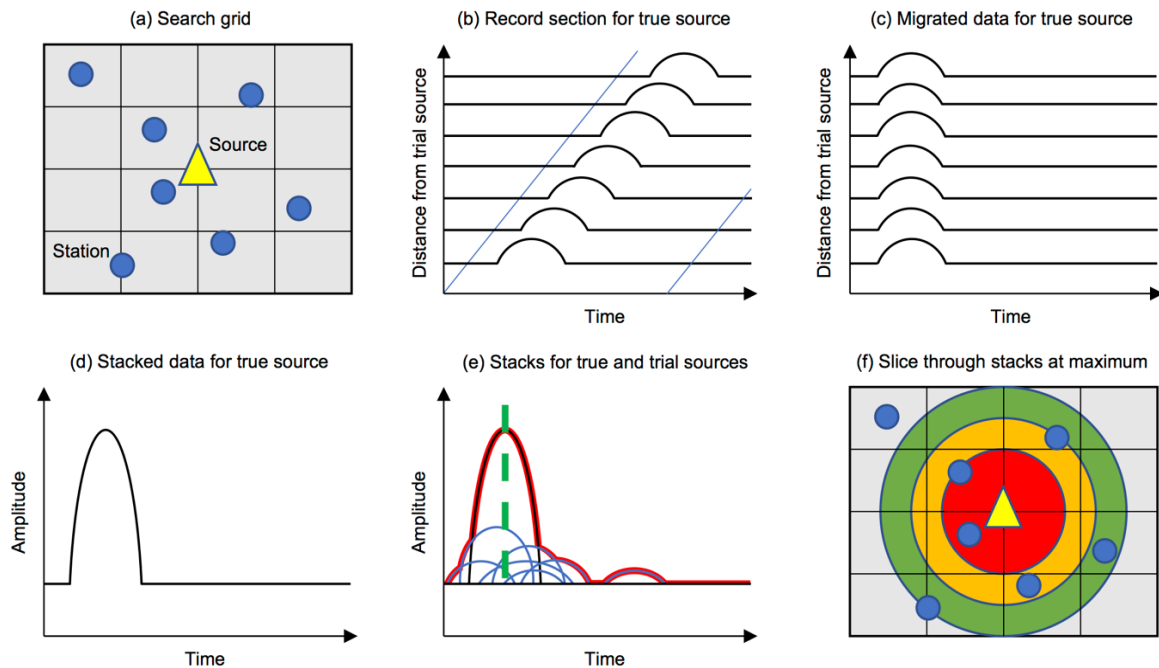 (a) Search grid
Source
Station
(b) Record section for true source
Distance from trial source
Time
(c) Migrated data for true source
Distance from trial source
Time
(d) Stacked data for true source
Amplitude
Time
(e) Stacks for true and trial sources
Amplitude
Time
(f) Slice through stacks at maximum